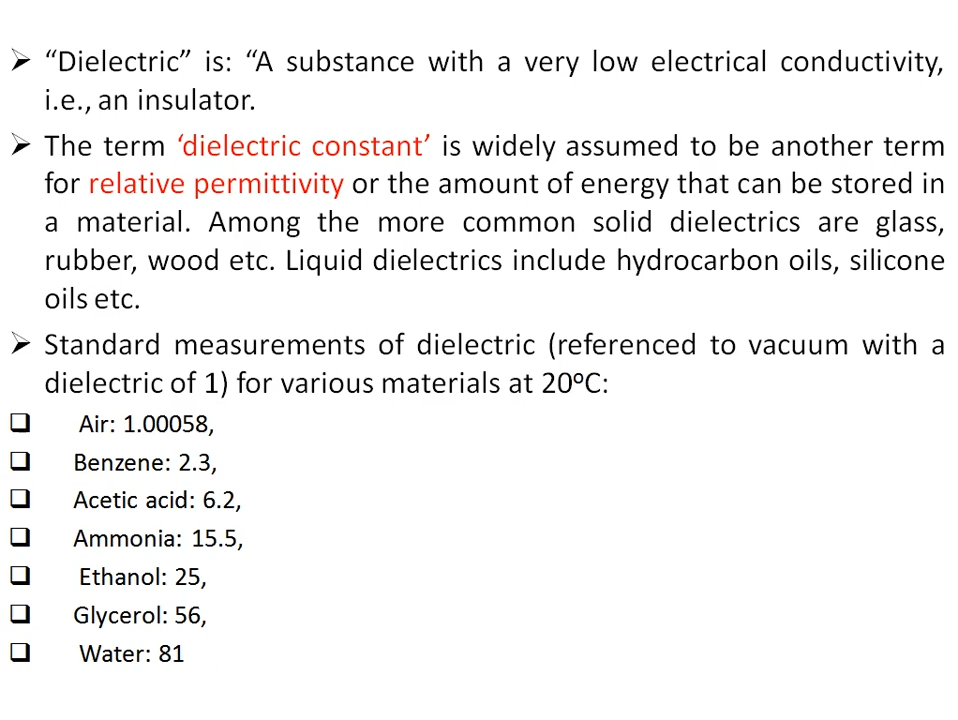 “Dielectric” is: “A substance with a very low electrical conductivity,
i.e., an insulator.
The term ‘dielectric constant’ is widely assumed to be another term
for relative permittivity or the amount of energy that can be stored in
a material. Among the more common solid dielectrics are glass,
rubber, wood etc. Liquid dielectrics include hydrocarbon oils, silicone
oils etc.
Standard measurements of dielectric (referenced to vacuum with a
dielectric of 1) for various materials at 20ᵒC:
Air: 1.00058,
Benzene: 2.3,
Acetic acid: 6.2,
Ammonia: 15.5,
Ethanol: 25,
Glycerol: 56,
Water: 81